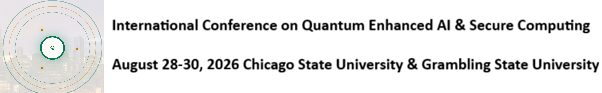 International Conference on Quantum Enhanced AI & Secure Computing
August 28-30, 2026 Chicago State University & Grambling State University